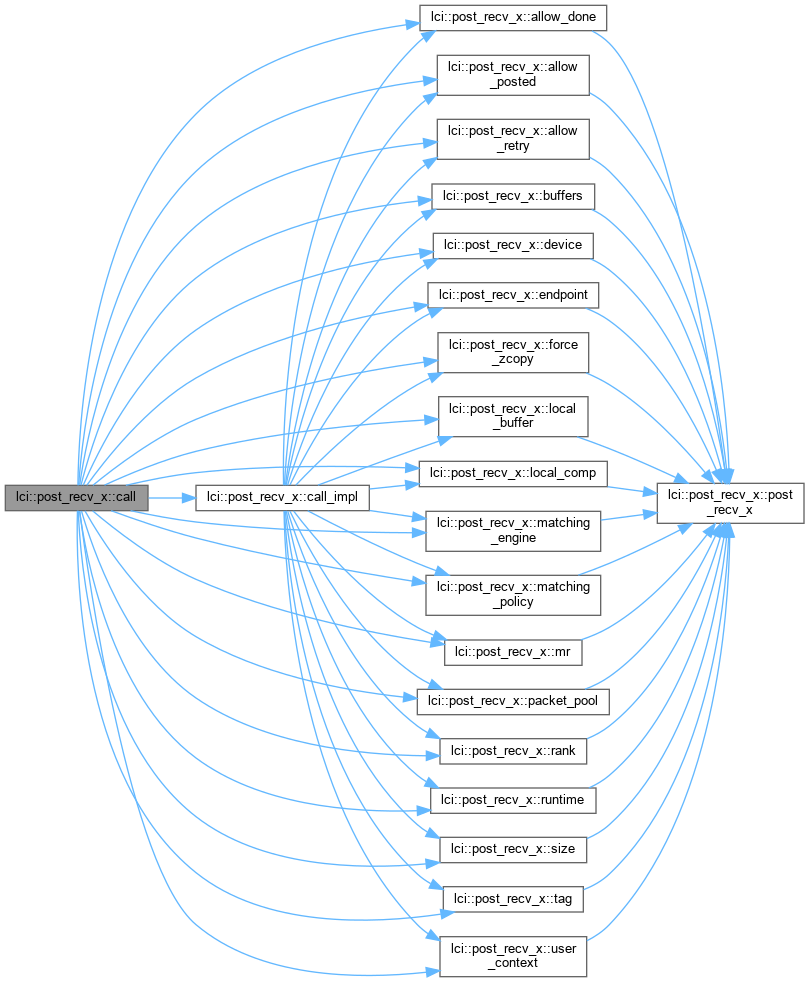 lci::post_recv_x::allow_done
lci::post_recv_x::allow
_posted
lci::post_recv_x::allow
_retry
lci::post_recv_x::buffers
lci::post_recv_x::device
lci::post_recv_x::endpoint
lci::post_recv_x::force
_zcopy
lci::post_recv_x::local
_buffer
lci::post_recv_x::local_comp
lci::post_recv_x::call
lci::post_recv_x::call_impl
lci::post_recv_x::post
_recv_x
lci::post_recv_x::matching
_engine
lci::post_recv_x::matching
_policy
lci::post_recv_x::mr
lci::post_recv_x::packet_pool
lci::post_recv_x::rank
lci::post_recv_x::runtime
lci::post_recv_x::size
lci::post_recv_x::tag
lci::post_recv_x::user
_context